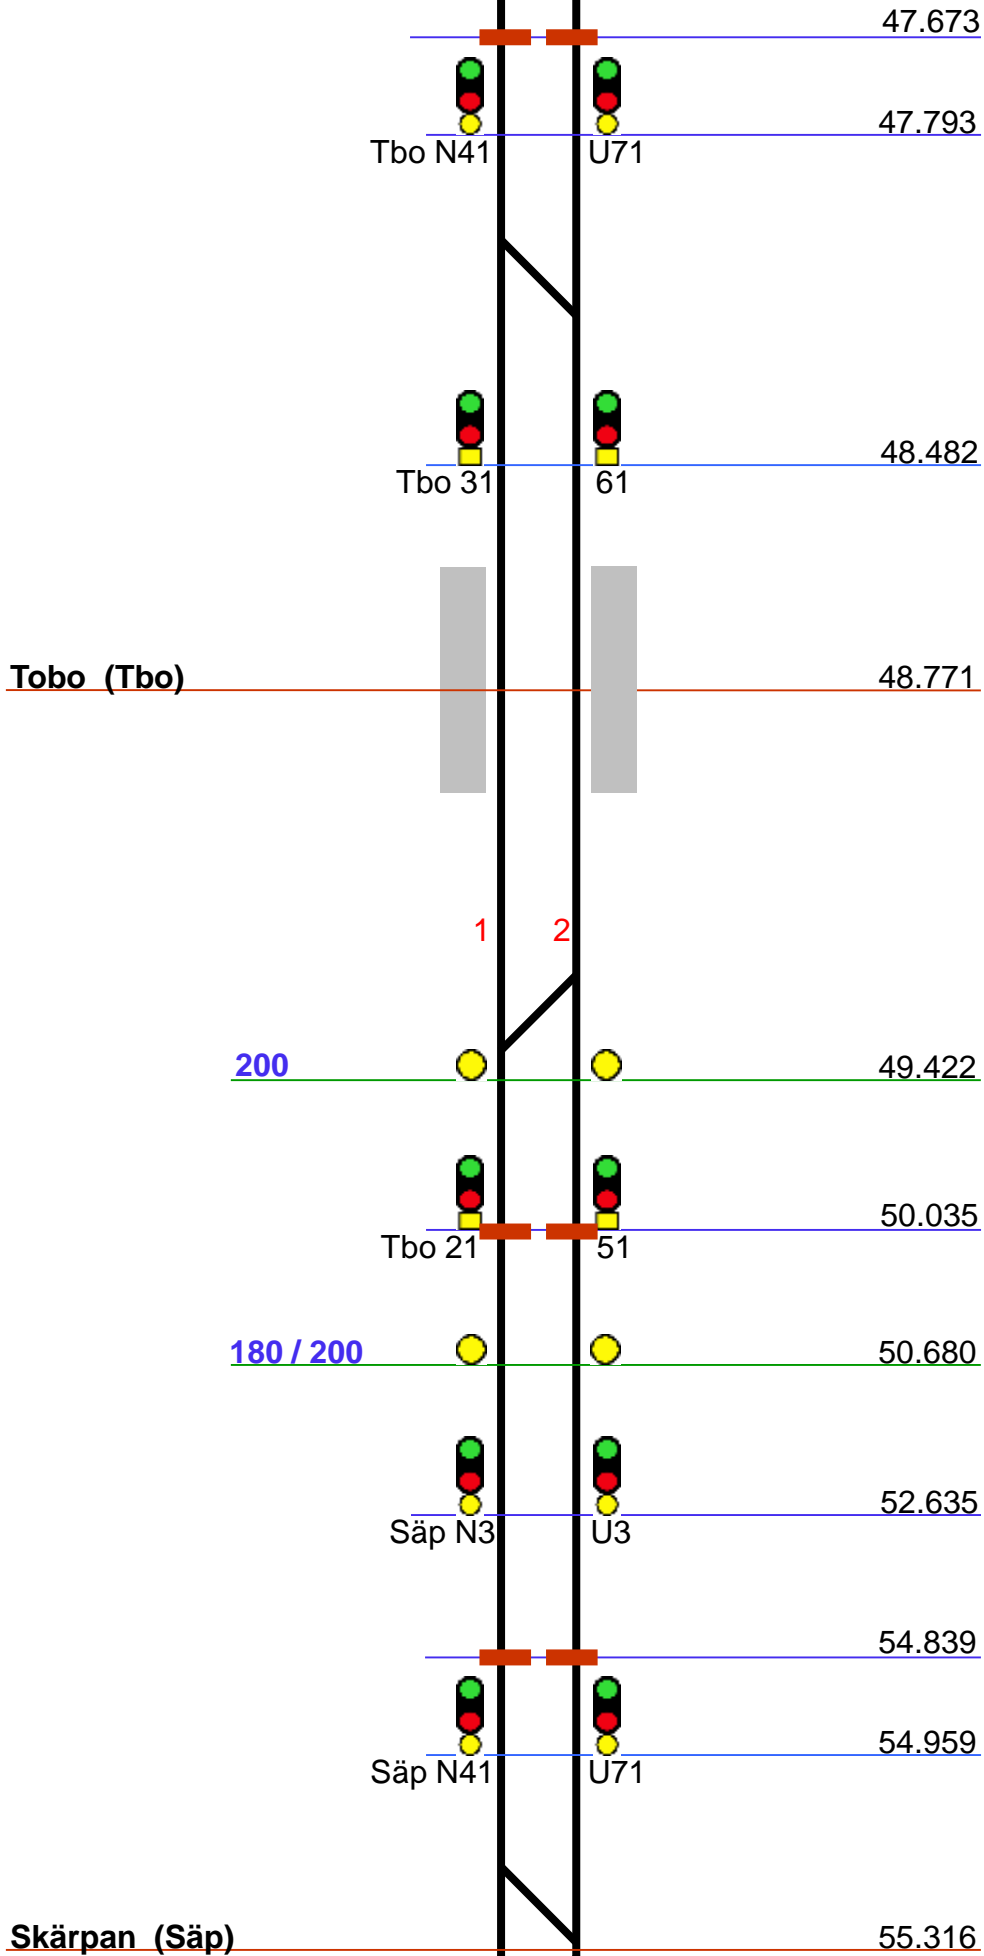 47.673
47.793
Tbo N41 U71
48.482
Tbo 31 61
Tobo (Tbo) 48.771
1 2
200 49.422
50.035
Tbo 21 51
180 / 200 50.680
52.635
Säp N3 U3
54.839
54.959
Säp N41 U71
Skärpan (Säp) 55.316